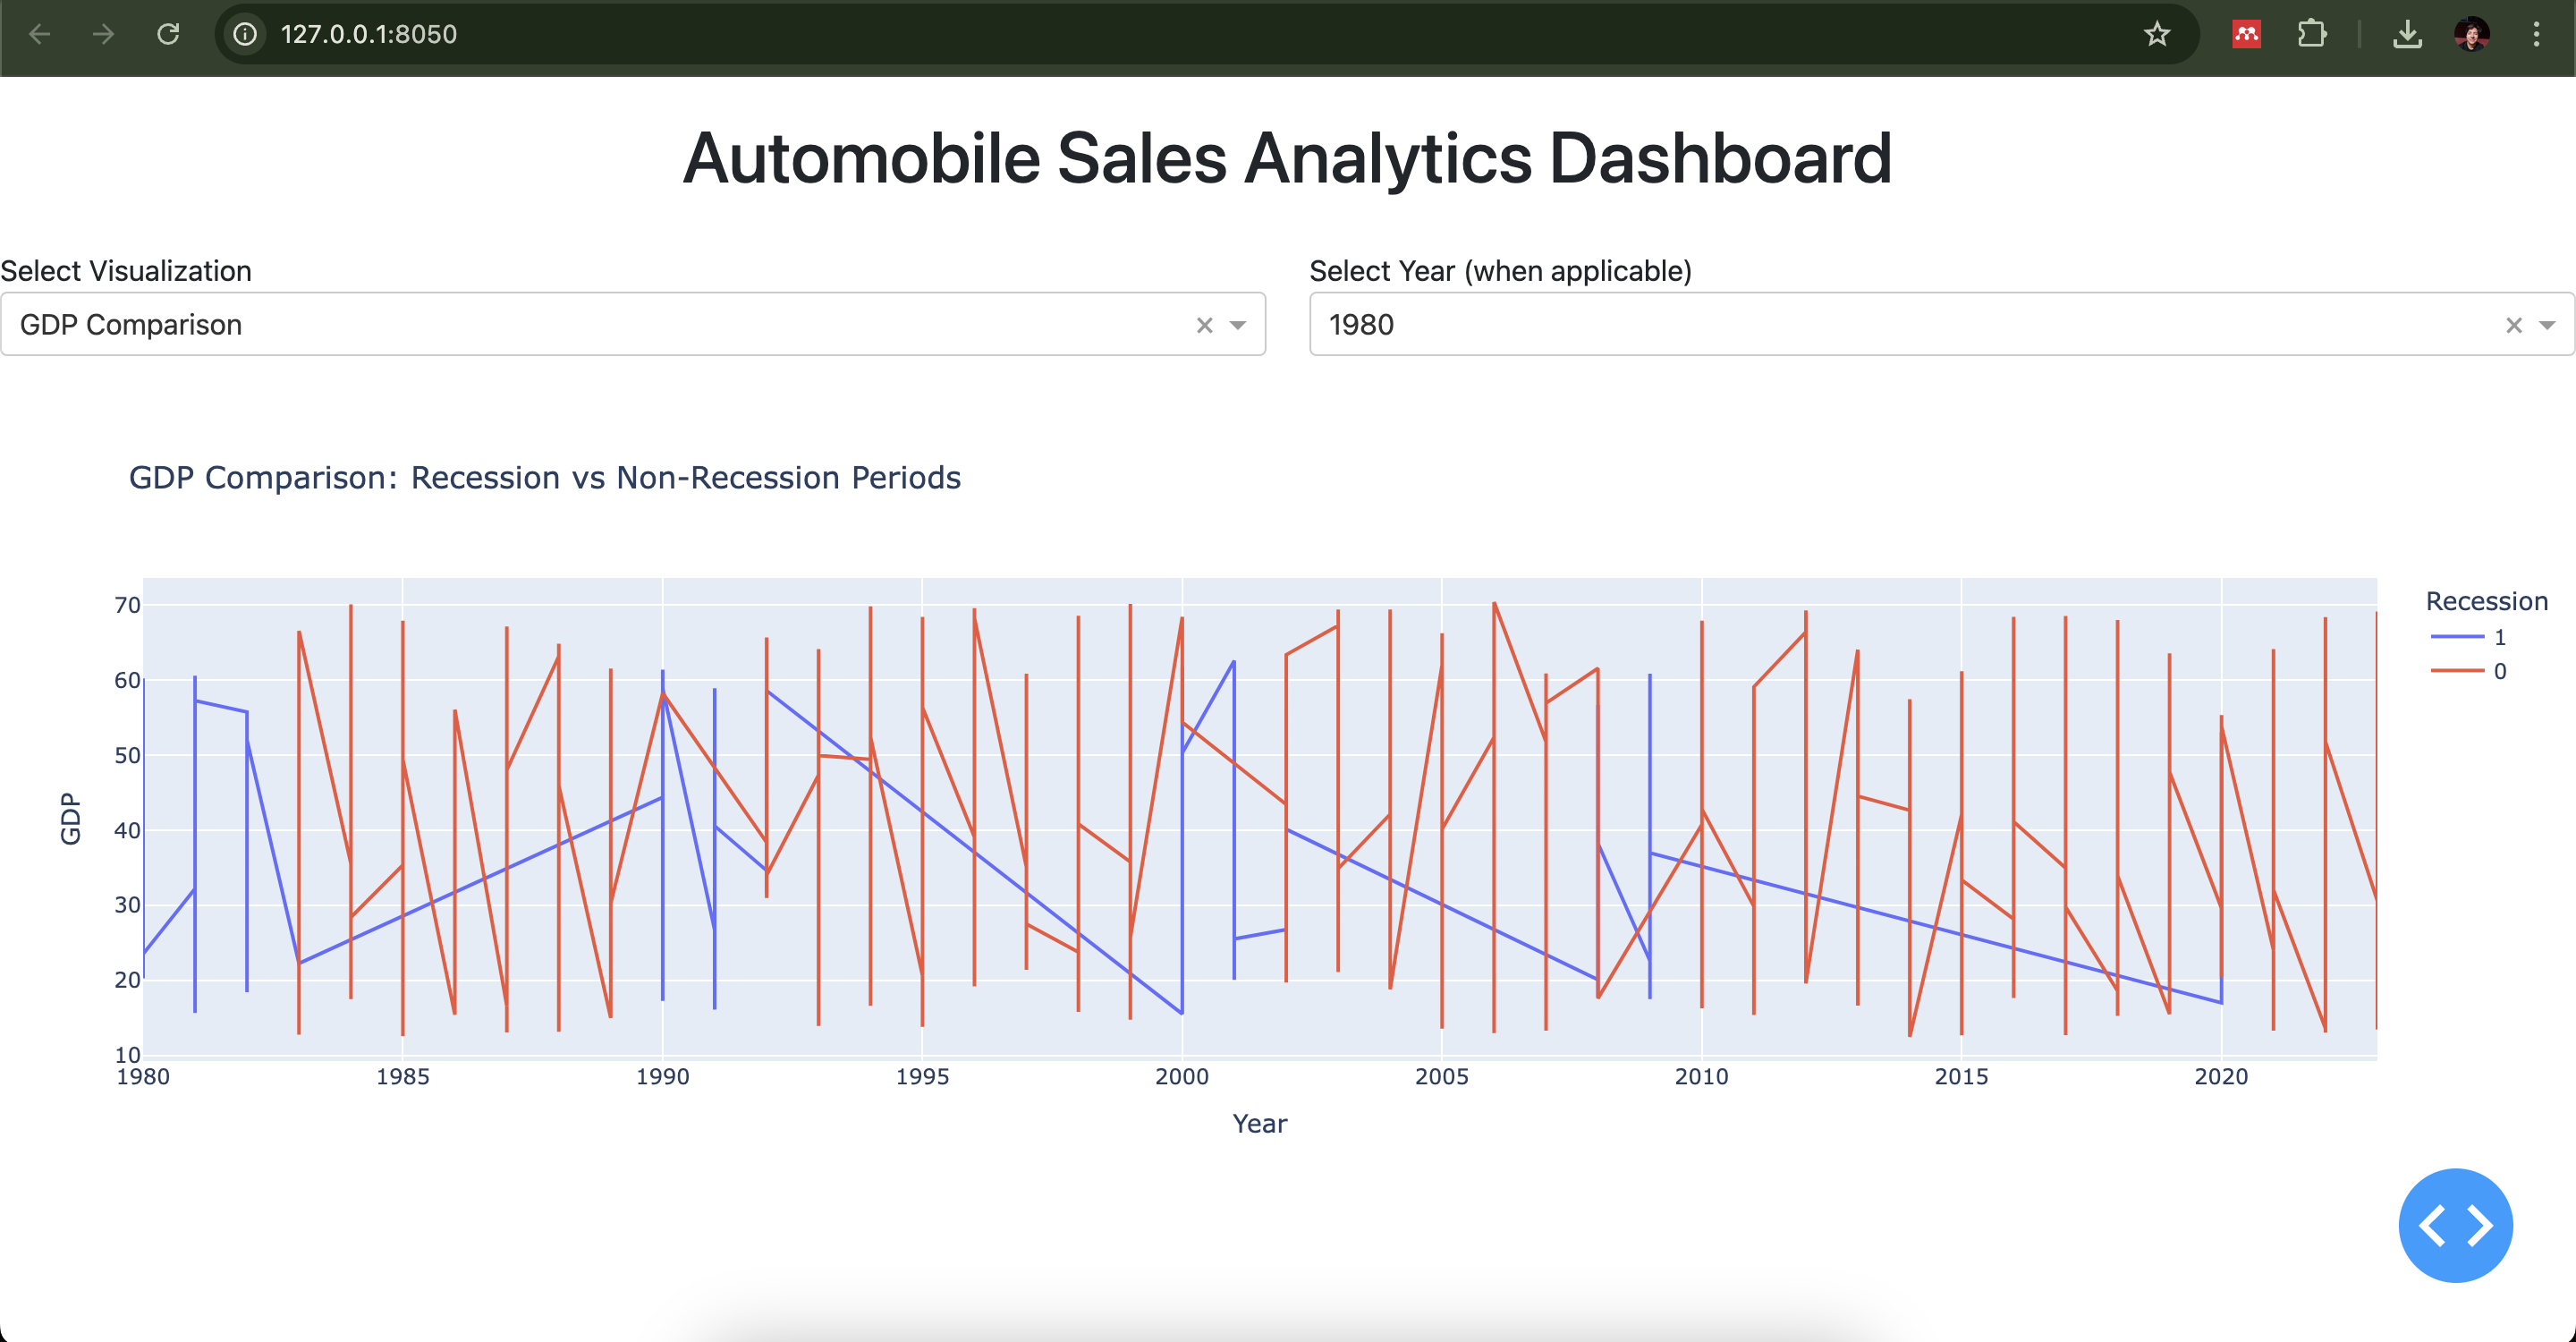 127.0.0.1:8050
Automobile Sales Analytics Dashboard
Select Visualization
Select Year (when applicable)
GDP Comparison
1980
GDP Comparison: Recession vs Non-Recession Periods
Recession
1
0
70
60
50
40
30
20
10
GDP
1980 1985 1990 1995 2000 2005 2010 2015 2020
Year